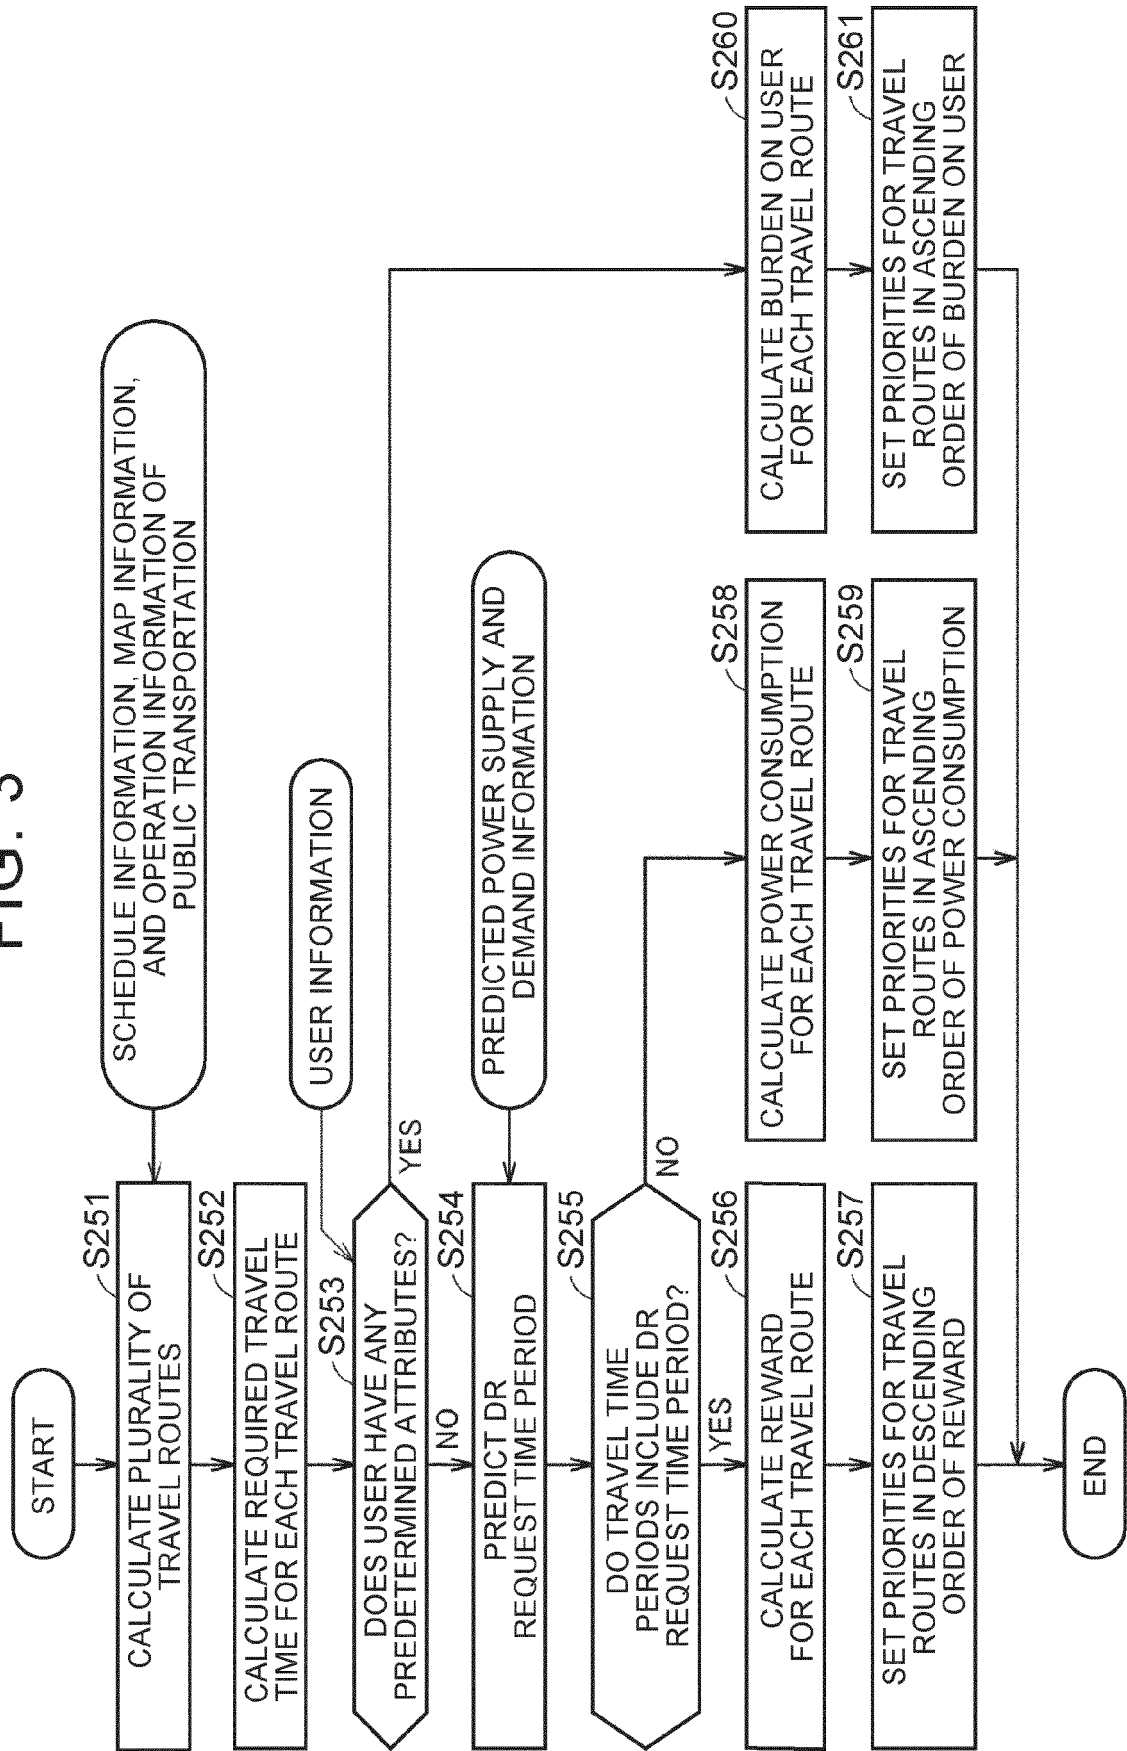 FIG. 3
START
SCHEDULE INFORMATION, MAP INFORMATION,
AND OPERATION INFORMATION OF
PUBLIC TRANSPORTATION
S251
CALCULATE PLURALITY OF
TRAVEL ROUTES
S252
CALCULATE REQUIRED TRAVEL
TIME FOR EACH TRAVEL ROUTE
USER INFORMATION
S253
DOES USER HAVE ANY
PREDETERMINED ATTRIBUTES?
YES
NO
PREDICTED POWER SUPPLY AND
DEMAND INFORMATION
S254
PREDICT DR
REQUEST TIME PERIOD
S255
DO TRAVEL TIME
PERIODS INCLUDE DR
REQUEST TIME PERIOD?
NO
YES
S256
CALCULATE REWARD
FOR EACH TRAVEL ROUTE
S257
SET PRIORITIES FOR TRAVEL
ROUTES IN DESCENDING
ORDER OF REWARD
S258
CALCULATE POWER CONSUMPTION
FOR EACH TRAVEL ROUTE
S259
SET PRIORITIES FOR TRAVEL
ROUTES IN ASCENDING
ORDER OF POWER CONSUMPTION
S260
CALCULATE BURDEN ON USER
FOR EACH TRAVEL ROUTE
S261
SET PRIORITIES FOR TRAVEL
ROUTES IN ASCENDING
ORDER OF BURDEN ON USER
END